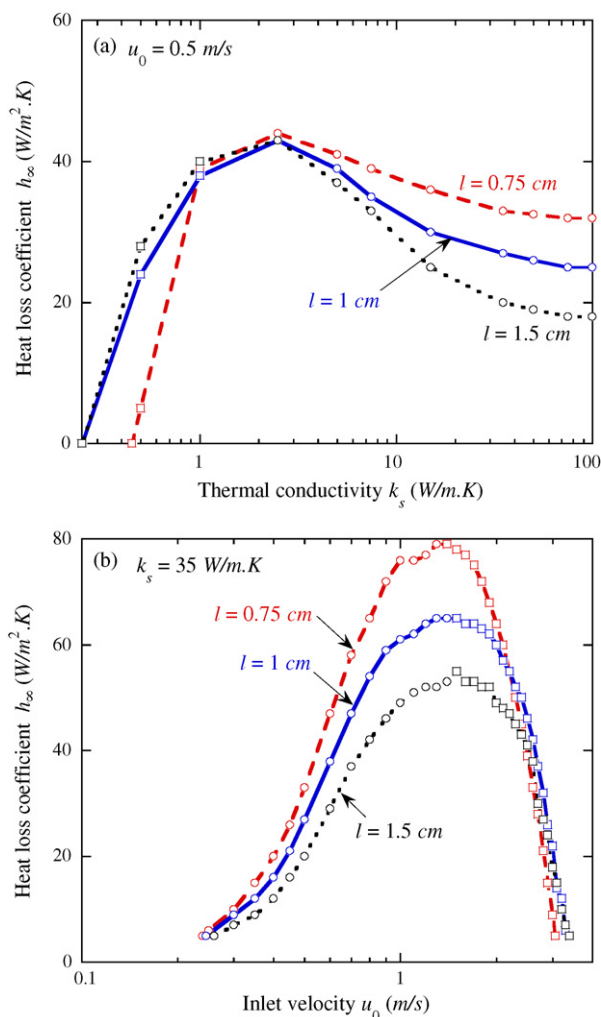 60
(a) u₀ = 0.5 m/s
Heat loss coefficient h∞ (W/m².K)
40
l = 0.75 cm
20
l = 1 cm
l = 1.5 cm
0
1
10
100
Thermal conductivity kₛ (W/m.K)
80
(b) kₛ = 35 W/m.K
Heat loss coefficient h∞ (W/m².K)
60
l = 0.75 cm
l = 1 cm
40
20
l = 1.5 cm
0
0.1
1
Inlet velocity u₀ (m/s)